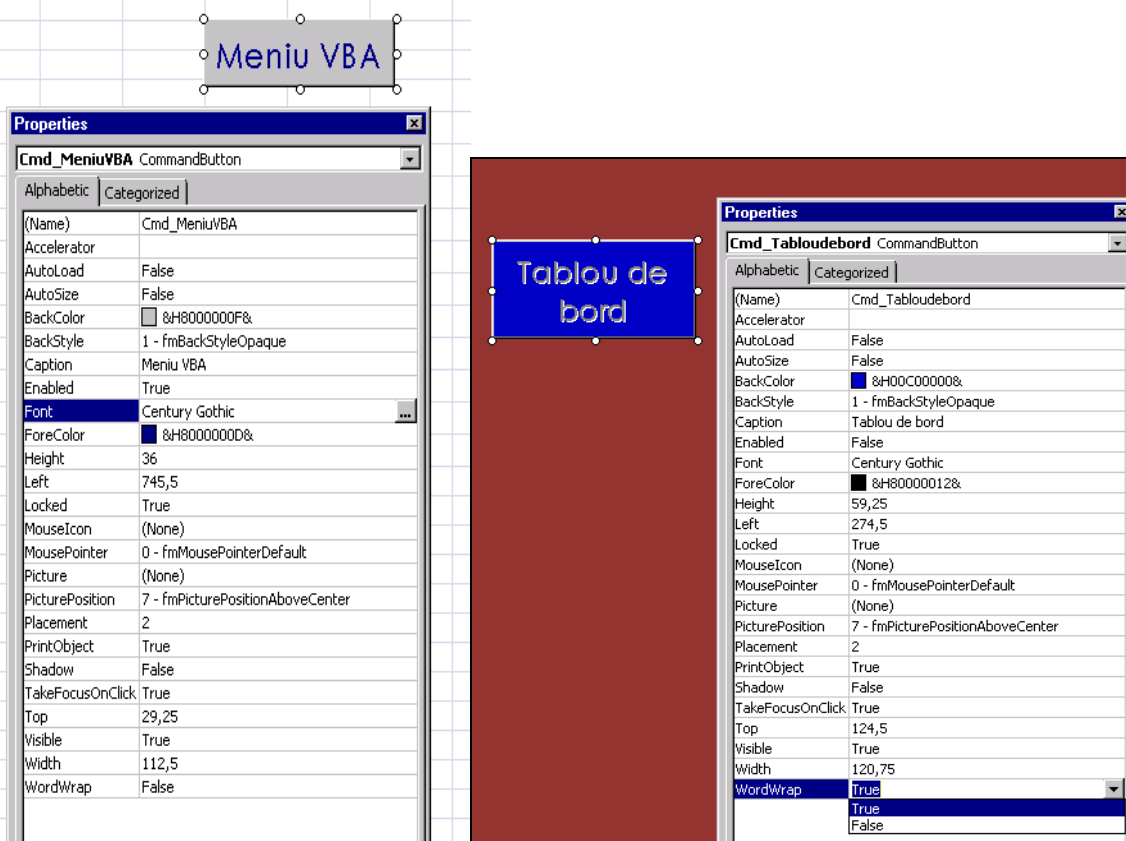 Meniu VBA
Properties
Cmd_MeniuVBA CommandButton
Alphabetic Categorized
(Name) Cmd_MeniuVBA
Accelerator
AutoLoad False
AutoSize False
BackColor &H8000000F&
BackStyle 1 - fmBackStyleOpaque
Caption Meniu VBA
Enabled True
Font Century Gothic ...
ForeColor &H8000000D&
Height 36
Left 745,5
Locked True
MouseIcon (None)
MousePointer 0 - fmMousePointerDefault
Picture (None)
PicturePosition 7 - fmPicturePositionAboveCenter
Placement 2
PrintObject True
Shadow False
TakeFocusOnClick True
Top 29,25
Visible True
Width 112,5
WordWrap False
Tablou de
bord
Properties
Cmd_Tabloudebord CommandButton
Alphabetic Categorized
(Name) Cmd_Tabloudebord
Accelerator
AutoLoad False
AutoSize False
BackColor &H00C00000&
BackStyle 1 - fmBackStyleOpaque
Caption Tablou de bord
Enabled False
Font Century Gothic
ForeColor &H80000012&
Height 59,25
Left 274,5
Locked True
MouseIcon (None)
MousePointer 0 - fmMousePointerDefault
Picture (None)
PicturePosition 7 - fmPicturePositionAboveCenter
Placement 2
PrintObject True
Shadow False
TakeFocusOnClick True
Top 124,5
Visible True
Width 120,75
WordWrap True
True
False